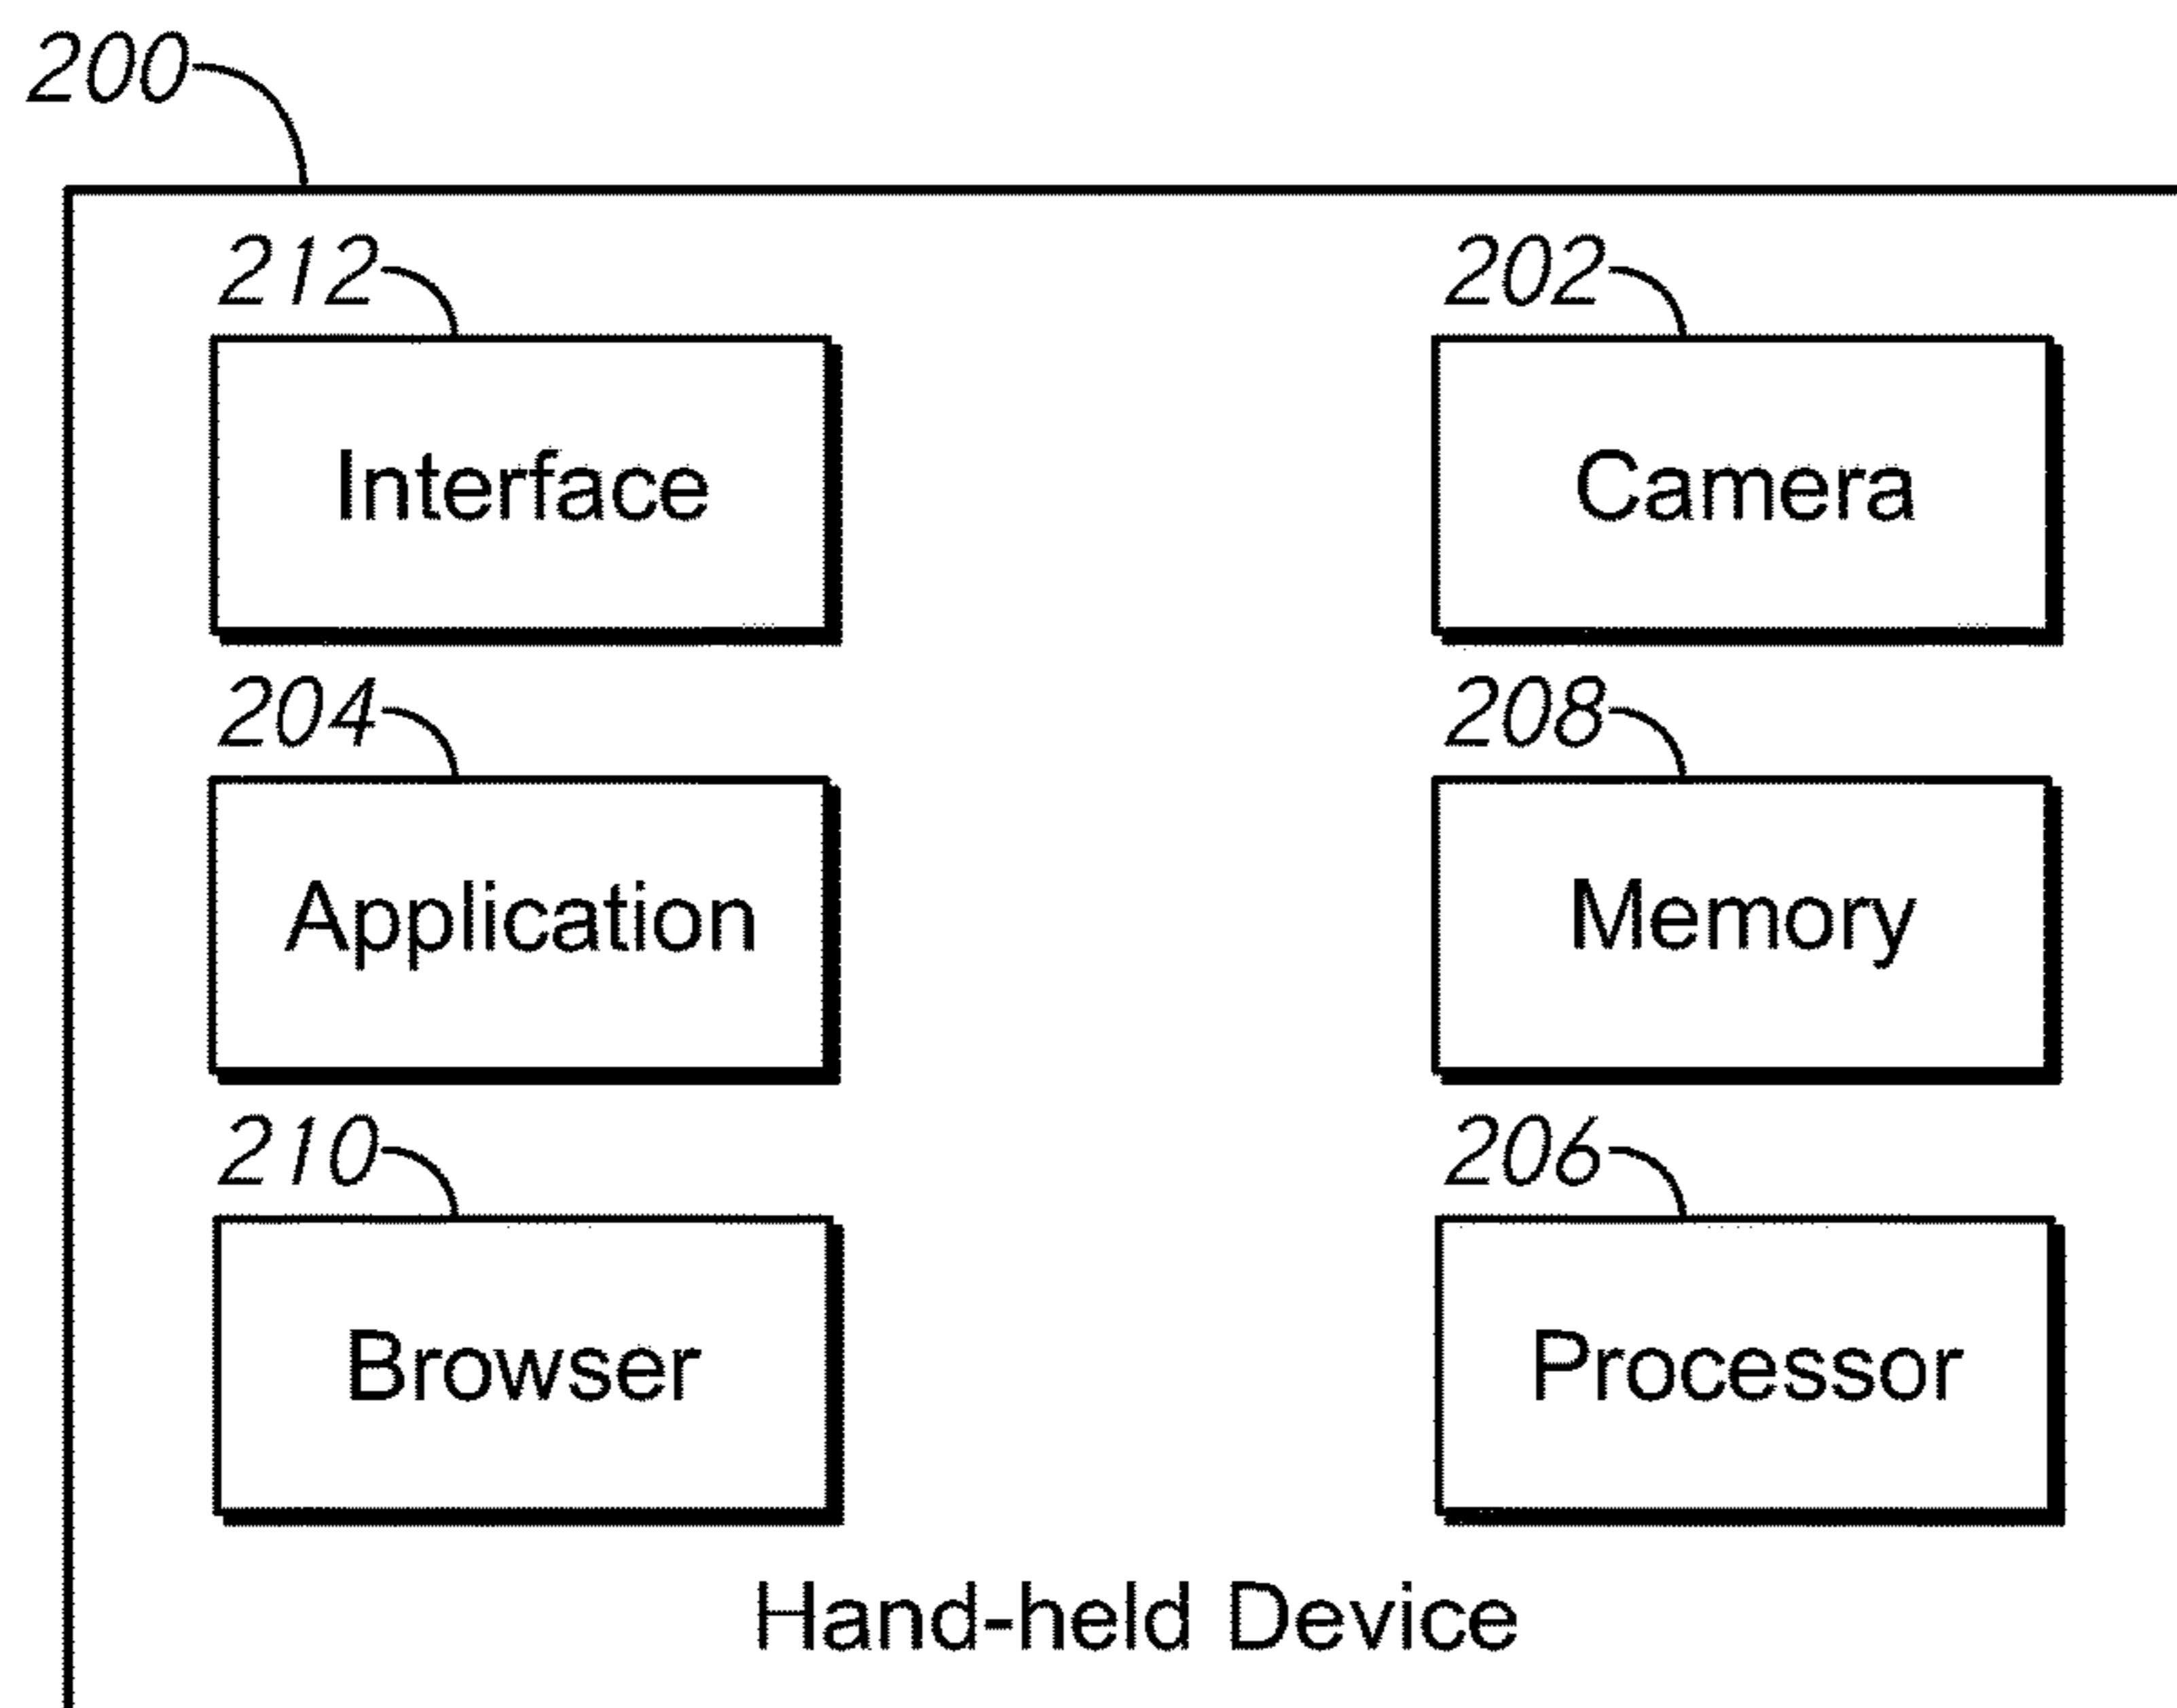 200
212 202
Interface Camera
204 208
Application Memory
210 206
Browser Processor
Hand-held Device